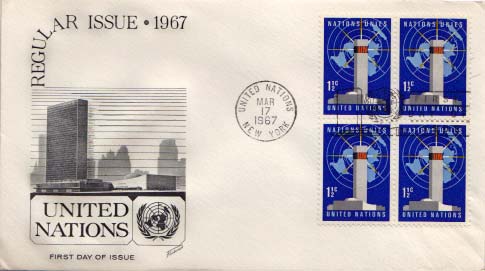 REGULAR ISSUE • 1967
UNITED
NATIONS
FIRST DAY OF ISSUE
UNITED NATIONS
MAR
17
1967
NEW YORK
NATIONS UNIES
1½c
UNITED NATIONS
NATIONS UNIES
1½c
UNITED NATIONS
NATIONS UNIES
1½c
UNITED NATIONS
NATIONS UNIES
1½c
UNITED NATIONS